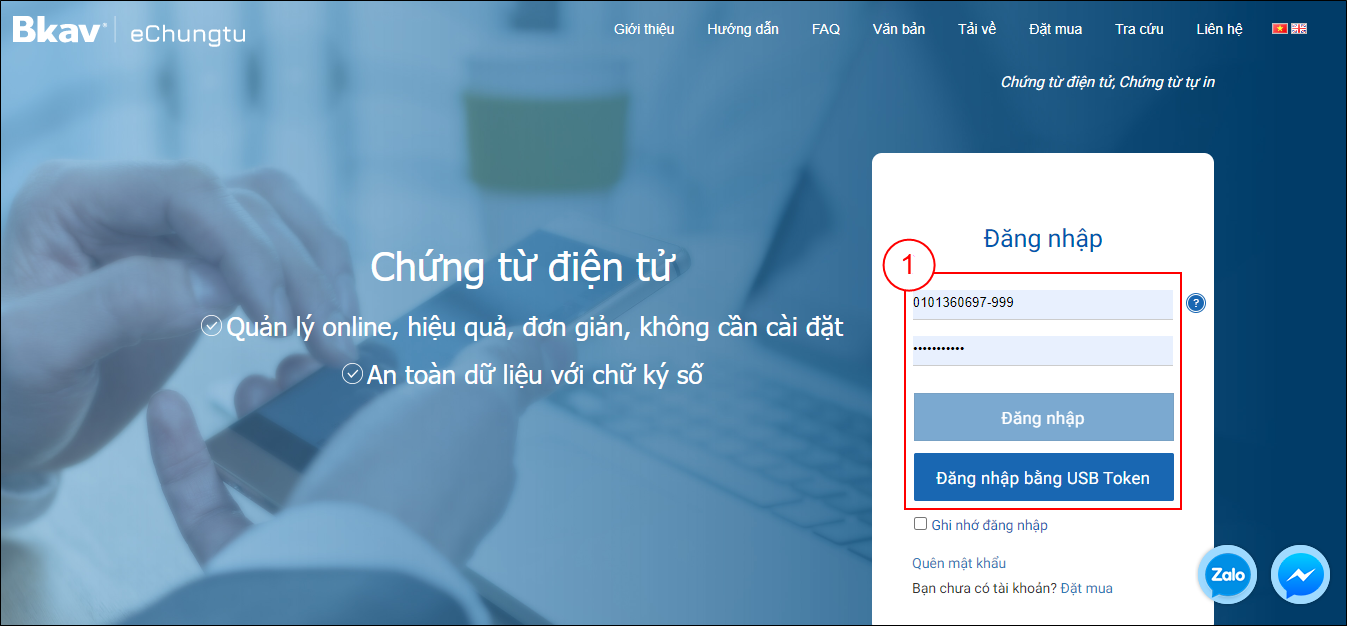 Bkav eChungtu
Giới thiệu Hướng dẫn FAQ Văn bản Tải về Đặt mua Tra cứu Liên hệ
Chứng từ điện tử, Chứng từ tự in
Chứng từ điện tử
Quản lý online, hiệu quả, đơn giản, không cần cài đặt
An toàn dữ liệu với chữ ký số
Đăng nhập
1
0101360697-999
?
•••••••••••
Đăng nhập
Đăng nhập bằng USB Token
Ghi nhớ đăng nhập
Quên mật khẩu
Bạn chưa có tài khoản? Đặt mua
Zalo